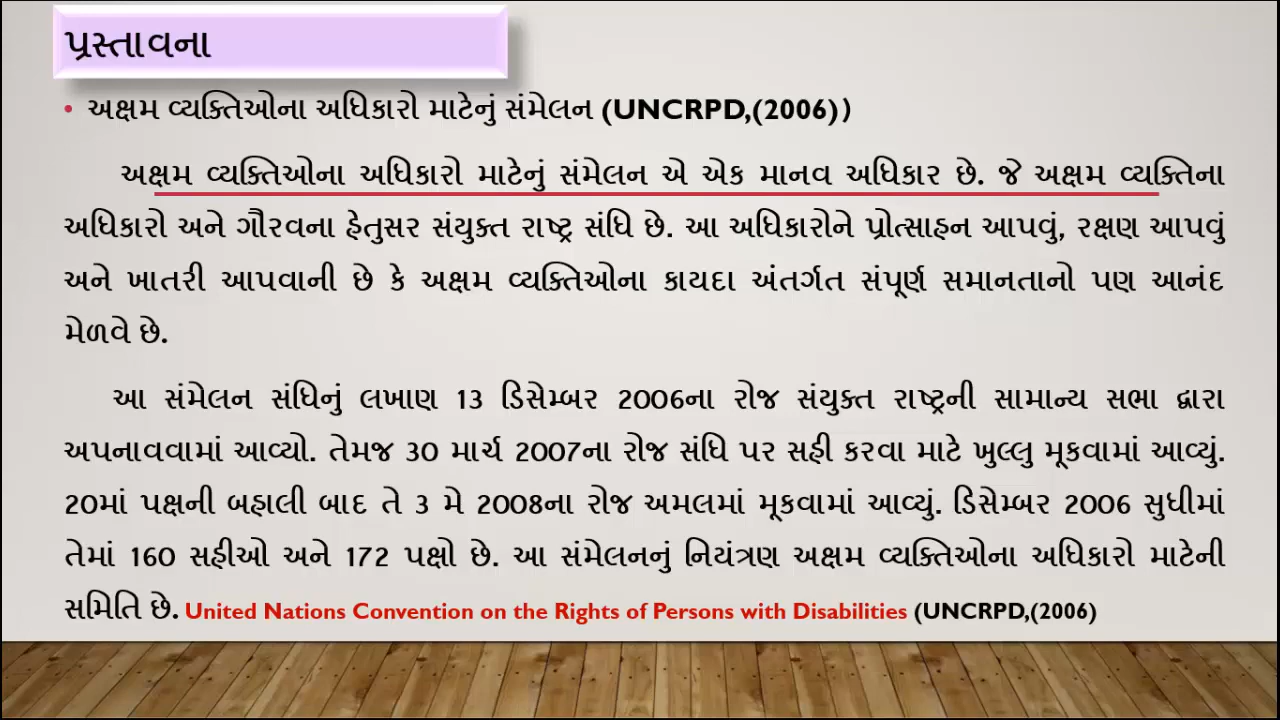 પ્રસ્તાવના
• અક્ષમ વ્યક્તિઓના અધિકારો માટેનું સંમેલન (UNCRPD,(2006))
અક્ષમ વ્યક્તિઓના અધિકારો માટેનું સંમેલન એ એક માનવ અધિકાર છે. જે અક્ષમ વ્યક્તિના
અધિકારો અને ગૌરવના હેતુસર સંયુક્ત રાષ્ટ્ર સંધિ છે. આ અધિકારોને પ્રોત્સાહન આપવું, રક્ષણ આપવું
અને ખાતરી આપવાની છે કે અક્ષમ વ્યક્તિઓના કાયદા અંતર્ગત સંપૂર્ણ સમાનતાનો પણ આનંદ
મેળવે છે.
આ સંમેલન સંધિનું લખાણ 13 ડિસેમ્બર 2006ના રોજ સંયુક્ત રાષ્ટ્રની સામાન્ય સભા દ્વારા
અપનાવવામાં આવ્યો. તેમજ 30 માર્ચ 2007ના રોજ સંધિ પર સહી કરવા માટે ખુલ્લુ મૂકવામાં આવ્યું.
20માં પક્ષની બહાલી બાદ તે 3 મે 2008ના રોજ અમલમાં મૂકવામાં આવ્યું. ડિસેમ્બર 2006 સુધીમાં
તેમાં 160 સહીઓ અને 172 પક્ષો છે. આ સંમેલનનું નિયંત્રણ અક્ષમ વ્યક્તિઓના અધિકારો માટેની
સમિતિ છે. United Nations Convention on the Rights of Persons with Disabilities (UNCRPD,(2006)